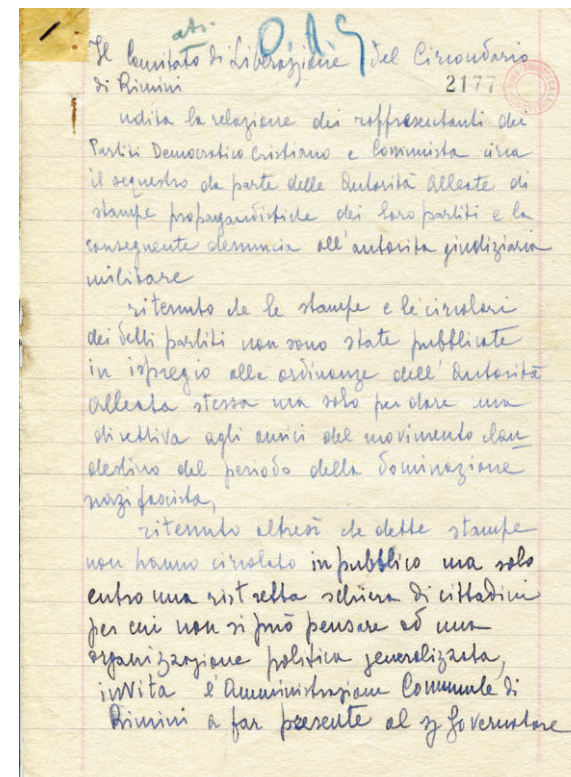 Il Comitato di Liberazione del Circondario
di Rimini
2177
udita la relazione dei rappresentanti dei
Partiti Democratico Cristiano e Comunista circa
il sequestro da parte delle Autorità Alleate di
stampe propagandistiche dei loro partiti e la
conseguente denuncia all'autorità giudiziaria
militare
ritenuto che le stampe e le circolari
dei detti partiti non sono state pubblicate
in ispregio alle ordinanze dell'Autorità
Alleata stessa ma solo per dare una
direttiva agli amici del movimento clan
destino del periodo della dominazione
nazifascista,
ritenuto altresì che dette stampe
non hanno circolato in pubblico ma solo
entro una ristretta schiera di cittadini
per cui non si può pensare ad una
organizzazione politica generalizzata,
invita l'Amministrazione Comunale di
Rimini a far presente al Governatore